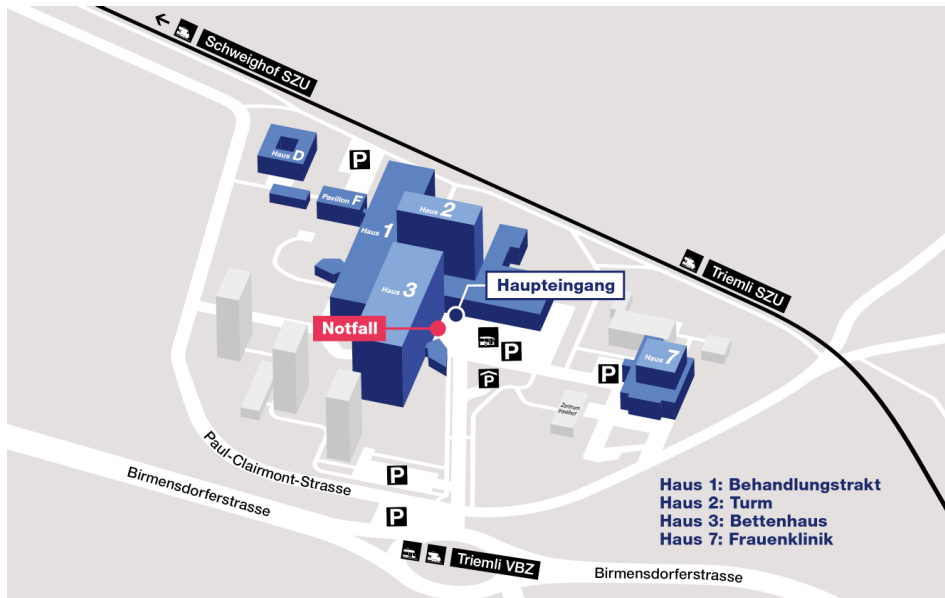 Schweighof SZU
Haus D
P
Pavillon F
Haus 2
Haus 1
Triemli SZU
Haus 3
Haupteingang
Notfall
P
Haus 7
P
P
Zentrum
Inselhof
Paul-Clairmont-Strasse
P
Birmensdorferstrasse
P
Haus 1: Behandlungstrakt
Haus 2: Turm
Haus 3: Bettenhaus
Haus 7: Frauenklinik
Triemli VBZ
Birmensdorferstrasse